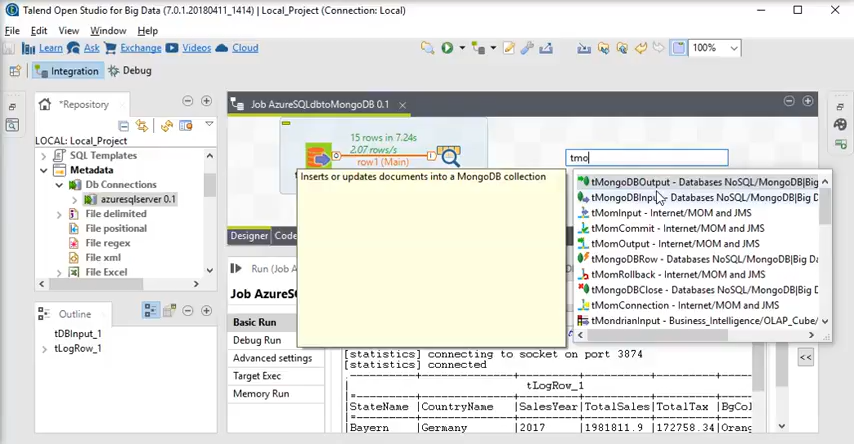 Talend Open Studio for Big Data (7.0.1.20180411_1414) | Local_Project (Connection: Local)
File Edit View Window Help
Learn Ask Exchange Videos Cloud 100%
Integration Debug
*Repository
Job AzureSQLdbtoMongoDB 0.1
LOCAL: Local_Project
SQL Templates
Metadata
Db Connections
azuresqlserver 0.1
File delimited
File positional
File regex
File xml
File Excel
15 rows in 7.24s
2.07 rows/s
row1 (Main)
tmo
Inserts or updates documents into a MongoDB collection
tMongoDBOutput - Databases NoSQL/MongoDB|Big
tMongoDBInput - Databases NoSQL/MongoDB|Big D
tMomInput - Internet/MOM and JMS
tMomCommit - Internet/MOM and JMS
tMomOutput - Internet/MOM and JMS
tMongoDBRow - Databases NoSQL/MongoDB|Big Da
tMomRollback - Internet/MOM and JMS
tMongoDBClose - Databases NoSQL/MongoDB|Big D
tMomConnection - Internet/MOM and JMS
tMondrianInput - Business_Intelligence/OLAP_Cube/
Designer Code
Run (Job A
Job AzureSQ
Basic Run
Debug Run
Advanced settings
Target Exec
Memory Run
Outline
tDBInput_1
tLogRow_1
[statistics] connecting to socket on port 3874
[statistics] connected
tLogRow_1
|StateName |CountryName |SalesYear|TotalSales|TotalTax |BgCol
|Bayern |Germany |2017 |1981811.9 |172758.34|Orang